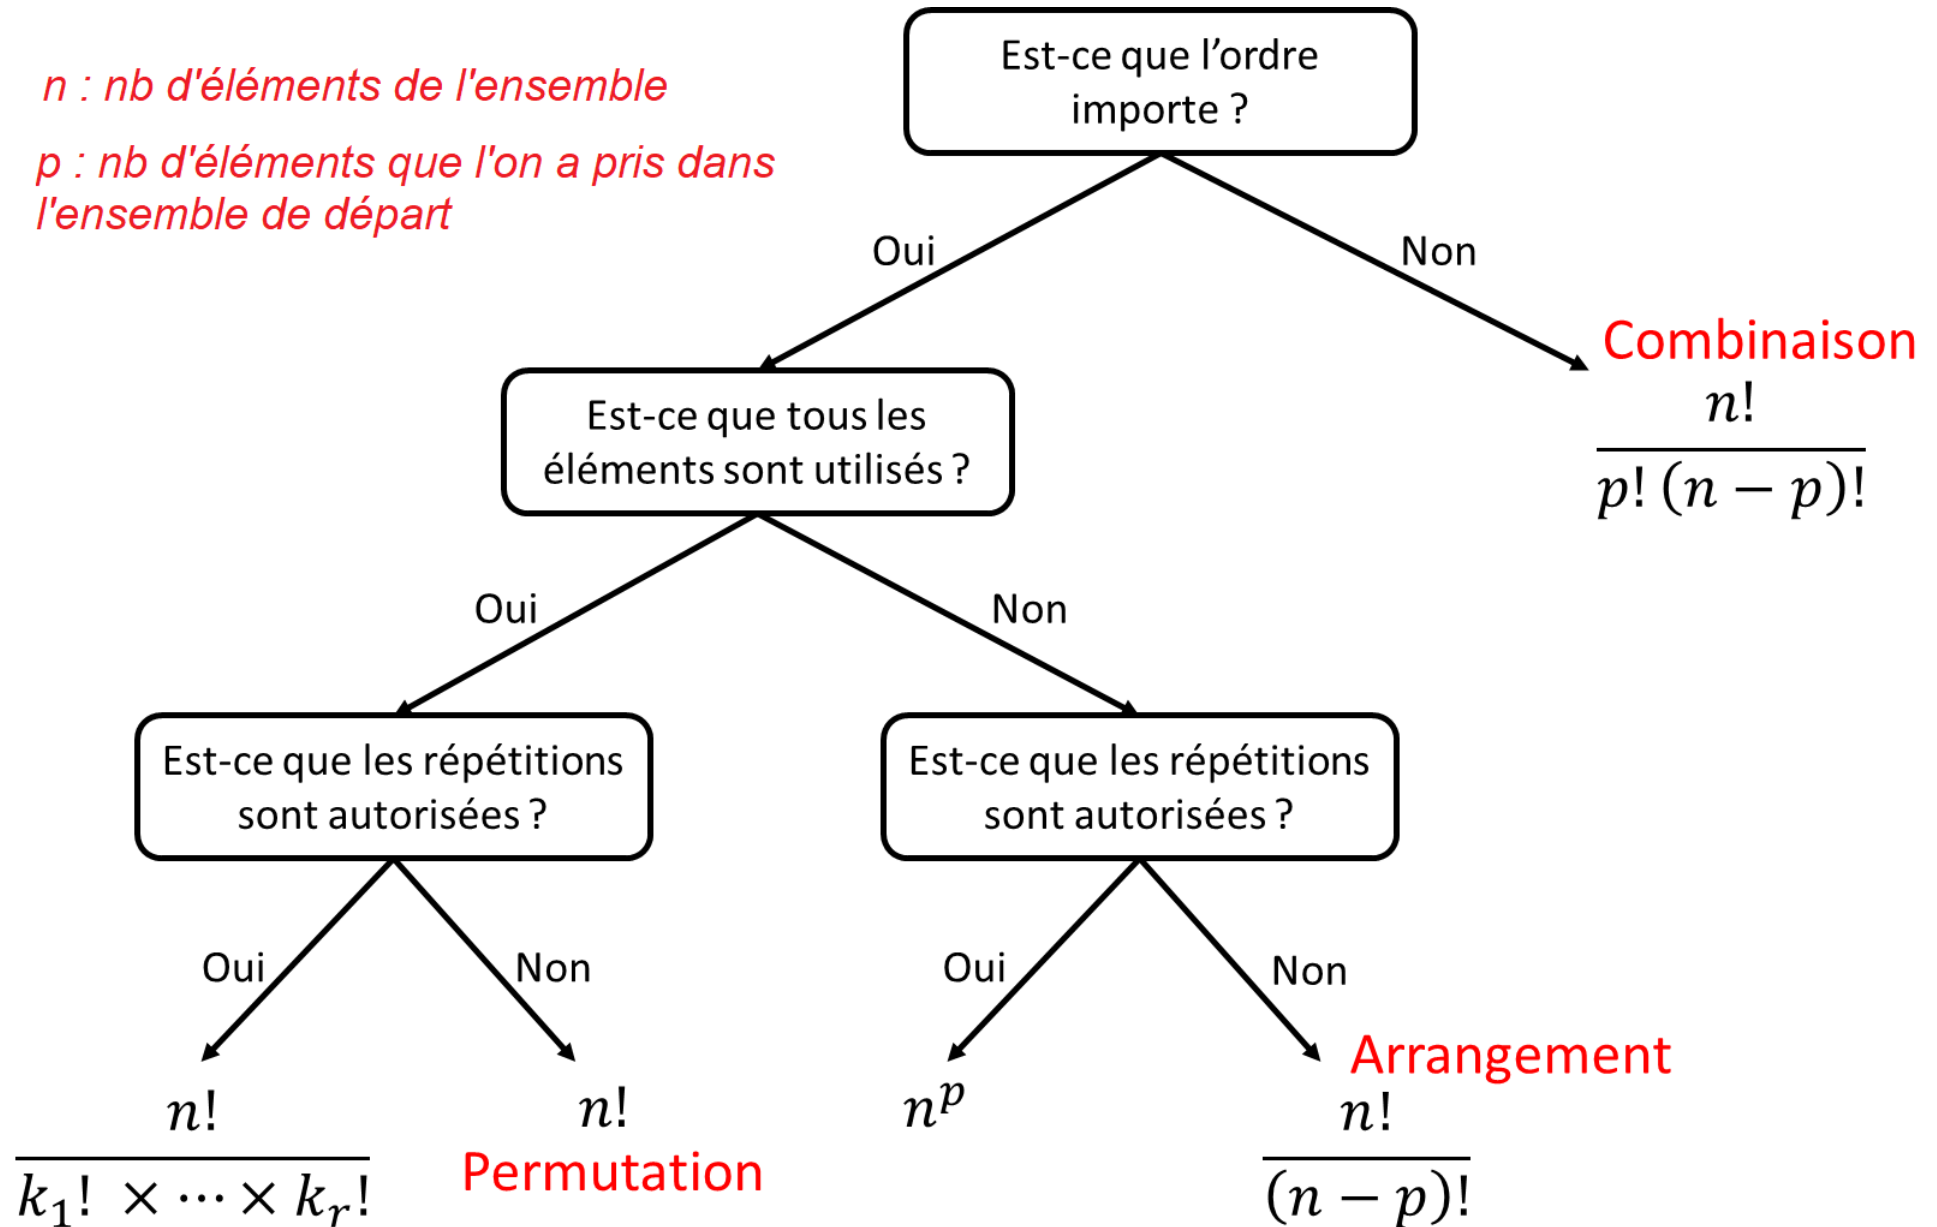 n : nb d'éléments de l'ensemble
p : nb d'éléments que l'on a pris dans
l'ensemble de départ
Est-ce que l’ordre
importe ?
Oui
Non
Combinaison
n!
p! (n − p)!
Est-ce que tous les
éléments sont utilisés ?
Oui
Non
Est-ce que les répétitions
sont autorisées ?
Est-ce que les répétitions
sont autorisées ?
Oui
Non
Oui
Non
n!
k₁! × ⋯ × kᵣ!
n!
Permutation
nᵖ
Arrangement
n!
(n − p)!